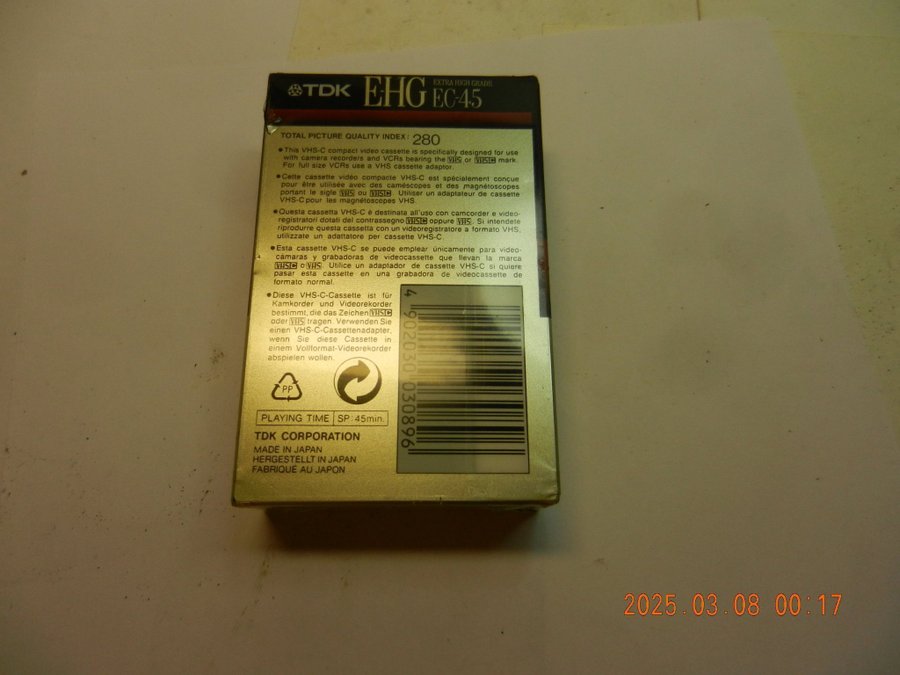 TDK E-HG EXTRA HIGH GRADE EC-45
TOTAL PICTURE QUALITY INDEX: 280
•This VHS-C compact video cassette is specifically designed for use
with camera recorders and VCRs bearing the VHS or VHSC mark.
For full size VCRs use a VHS cassette adaptor.
•Cette cassette vidéo compacte VHS-C est spécialement conçue
pour être utilisée avec des caméscopes et des magnétoscopes
portant le sigle VHS ou VHSC. Utiliser un adaptateur de cassette
VHS-C pour les magnétoscopes VHS.
•Questa cassetta VHS-C è destinata all'uso con camcorder e video-
registratori dotati del contrassegno VHSC oppure VHS. Si intendete
riprodurre questa cassetta con un videoregistratore a formato VHS,
utilizzate un adattatore per cassette VHS-C.
•Esta cassette VHS-C se puede emplear únicamente para video-
cámaras y grabadoras de videocassette que llevan la marca
VHSC o VHS. Utilice un adaptador de cassette VHS-C si quiere
pasar esta cassette en una grabadora de videocassette de
formato normal.
•Diese VHS-C-Cassette ist für
Kamkorder und Videorekorder
bestimmt, die das Zeichen VHSC
oder VHS tragen. Verwenden Sie
einen VHS-C-Cassettenadapter,
wenn Sie diese Cassette in
einem Vollformat-Videorekorder
abspielen wollen.
PP
PLAYING TIME SP: 45min.
TDK CORPORATION
MADE IN JAPAN
HERGESTELLT IN JAPAN
FABRIQUÉ AU JAPON
4 902030 030896
2025.03.08 00:17